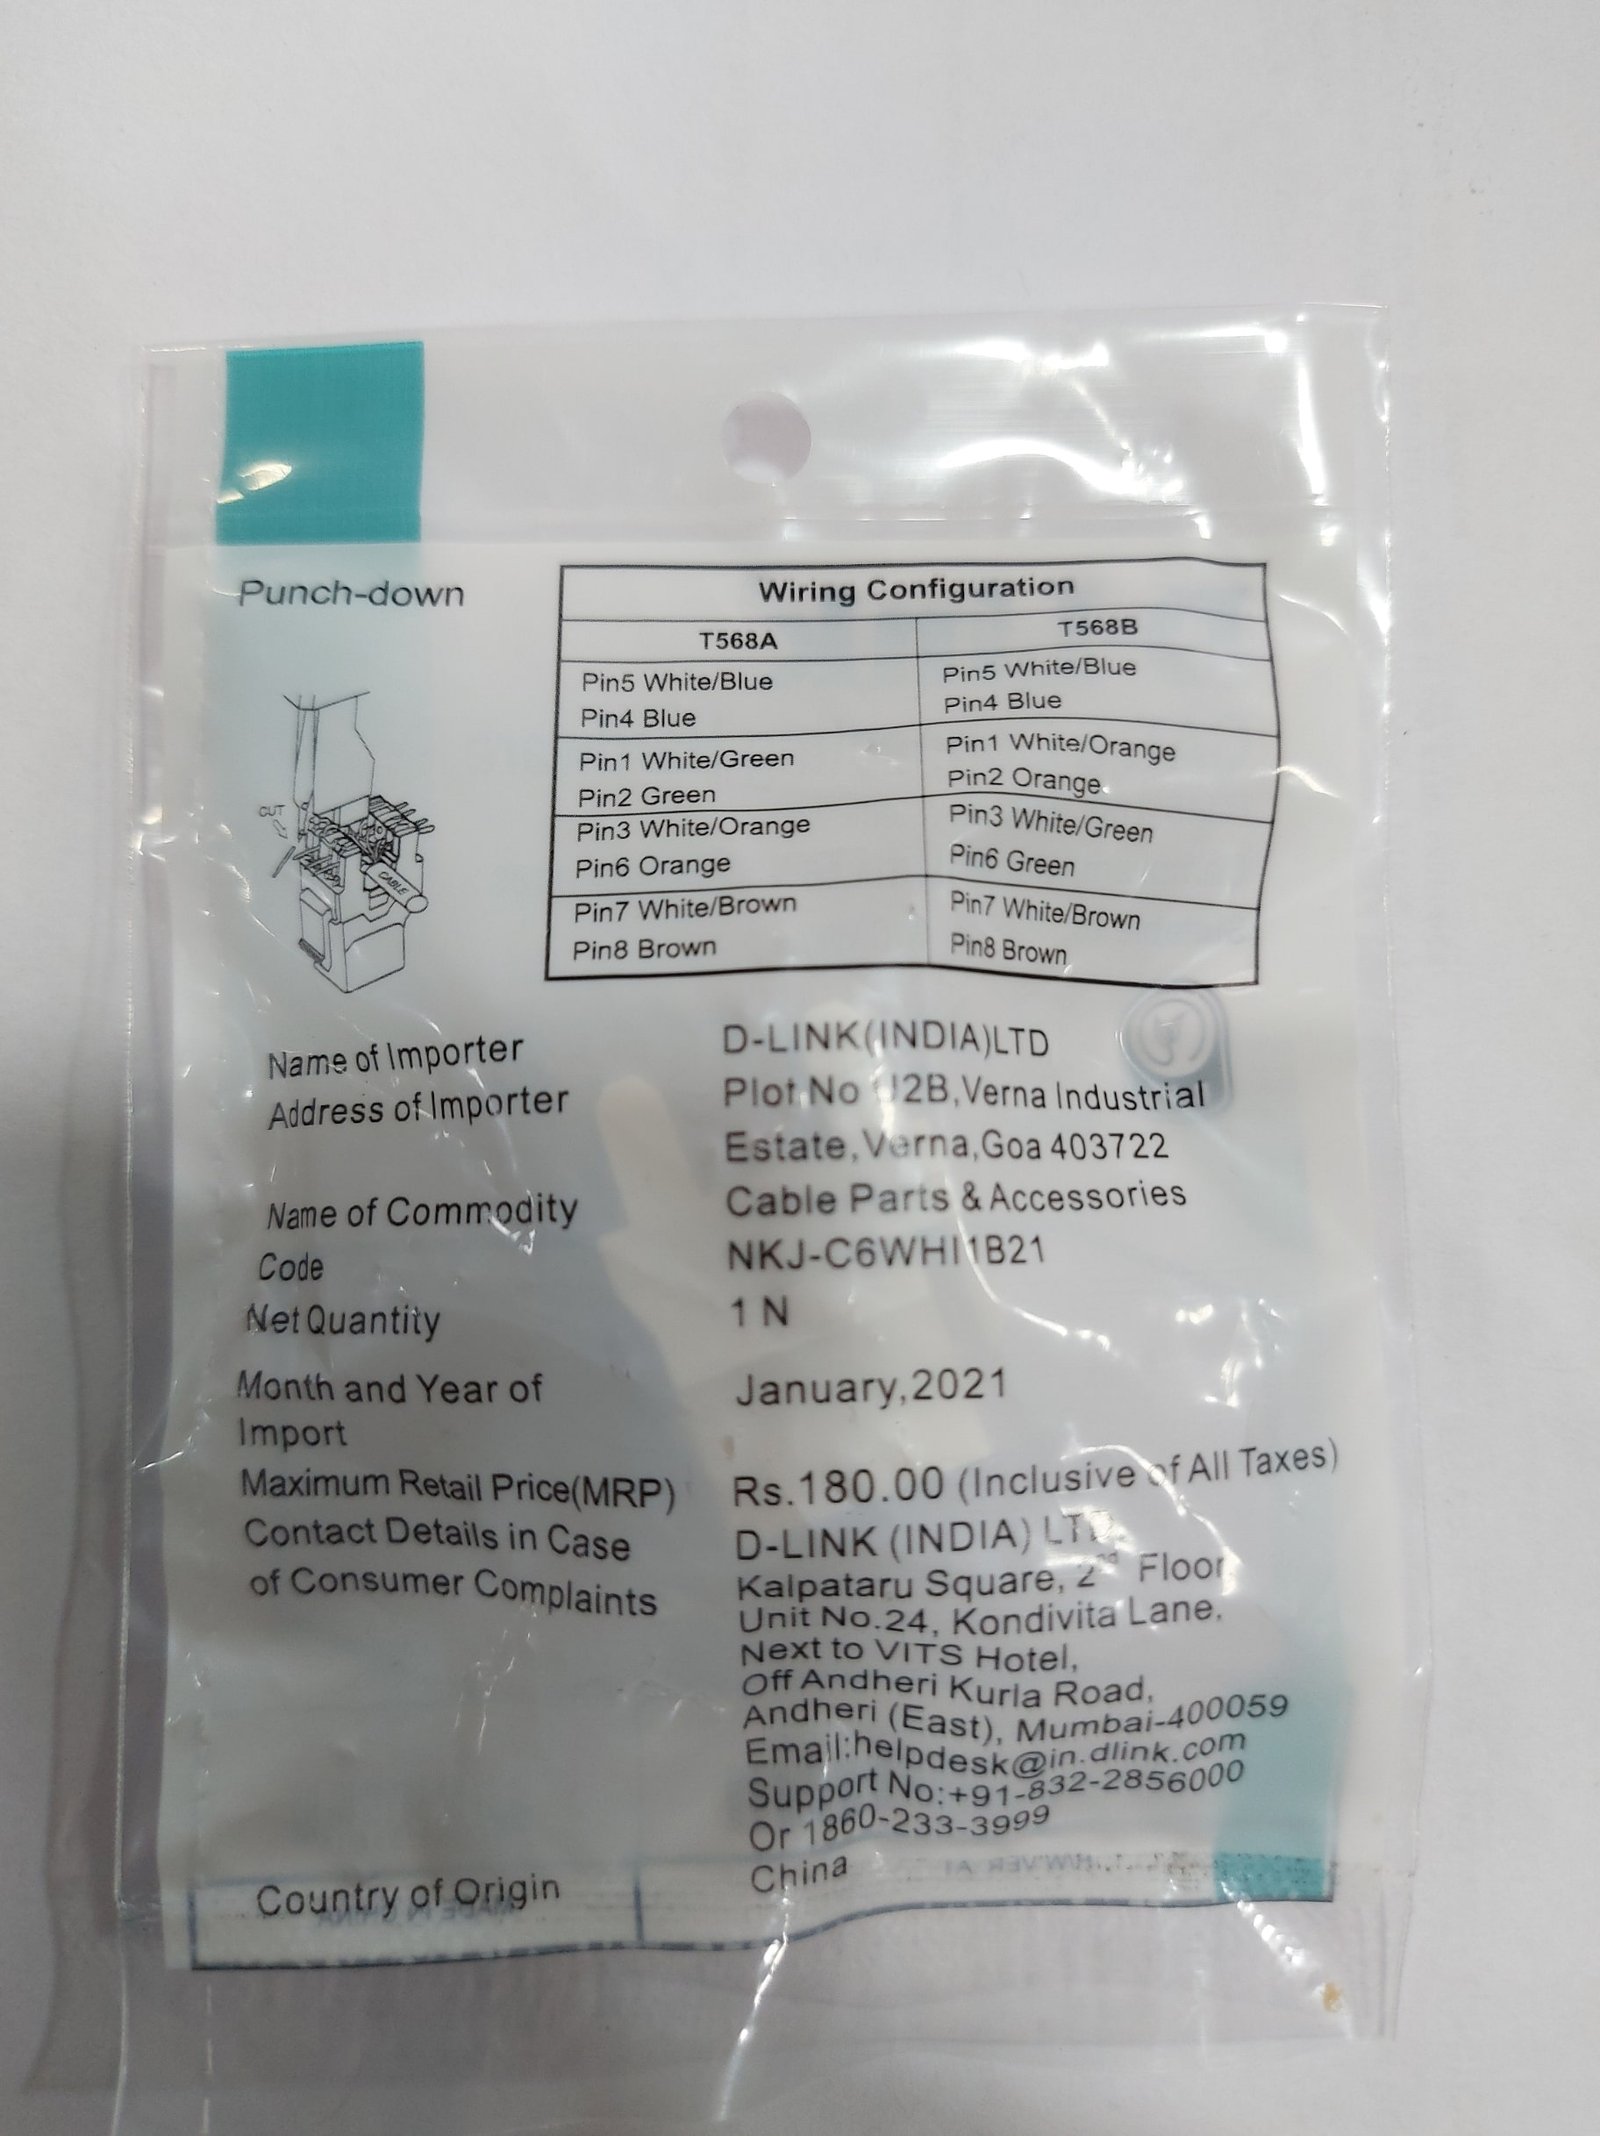 Punch-down
CUT
CABLE
Wiring Configuration
T568A T568B
Pin5 White/Blue Pin5 White/Blue
Pin4 Blue Pin4 Blue
Pin1 White/Green Pin1 White/Orange
Pin2 Green Pin2 Orange
Pin3 White/Orange Pin3 White/Green
Pin6 Orange Pin6 Green
Pin7 White/Brown Pin7 White/Brown
Pin8 Brown Pin8 Brown
Name of Importer D-LINK(INDIA)LTD
Address of Importer Plot No U2B,Verna Industrial
Estate,Verna,Goa 403722
Name of Commodity Cable Parts & Accessories
Code NKJ-C6WHI1B21
Net Quantity 1 N
Month and Year of January,2021
Import
Maximum Retail Price(MRP) Rs.180.00 (Inclusive of All Taxes)
Contact Details in Case D-LINK (INDIA) LTD.
of Consumer Complaints Kalpataru Square, 2nd Floor
Unit No.24, Kondivita Lane,
Next to VITS Hotel,
Off Andheri Kurla Road,
Andheri (East), Mumbai-400059
Email:helpdesk@in.dlink.com
Support No:+91-832-2856000
Or 1860-233-3999
Country of Origin China